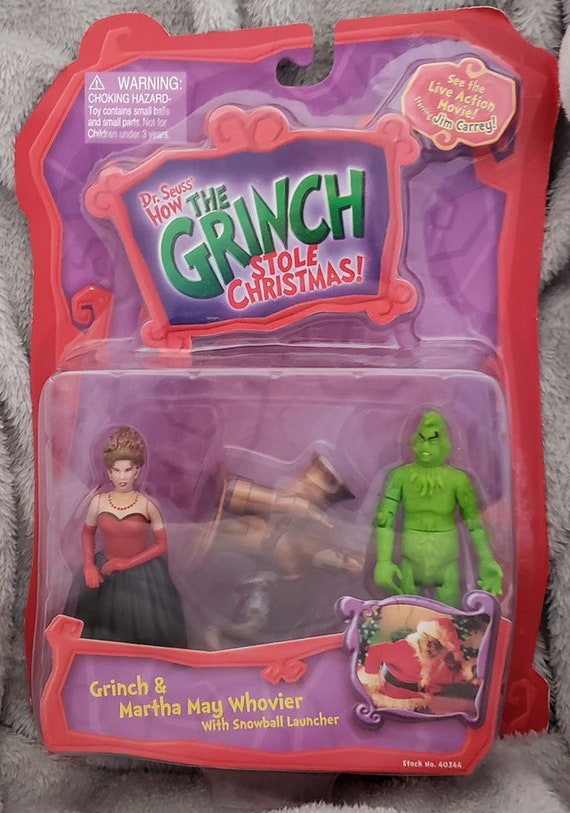 WARNING:
CHOKING HAZARD-
Toy contains small balls
and small parts. Not for
Children under 3 years.
See the
Live Action
Movie!
Starring
Jim Carrey!
Dr. Seuss'
HOW THE
GRINCH
STOLE
CHRISTMAS!
Grinch &
Martha May Whovier
With Snowball Launcher
Stock No. 40344